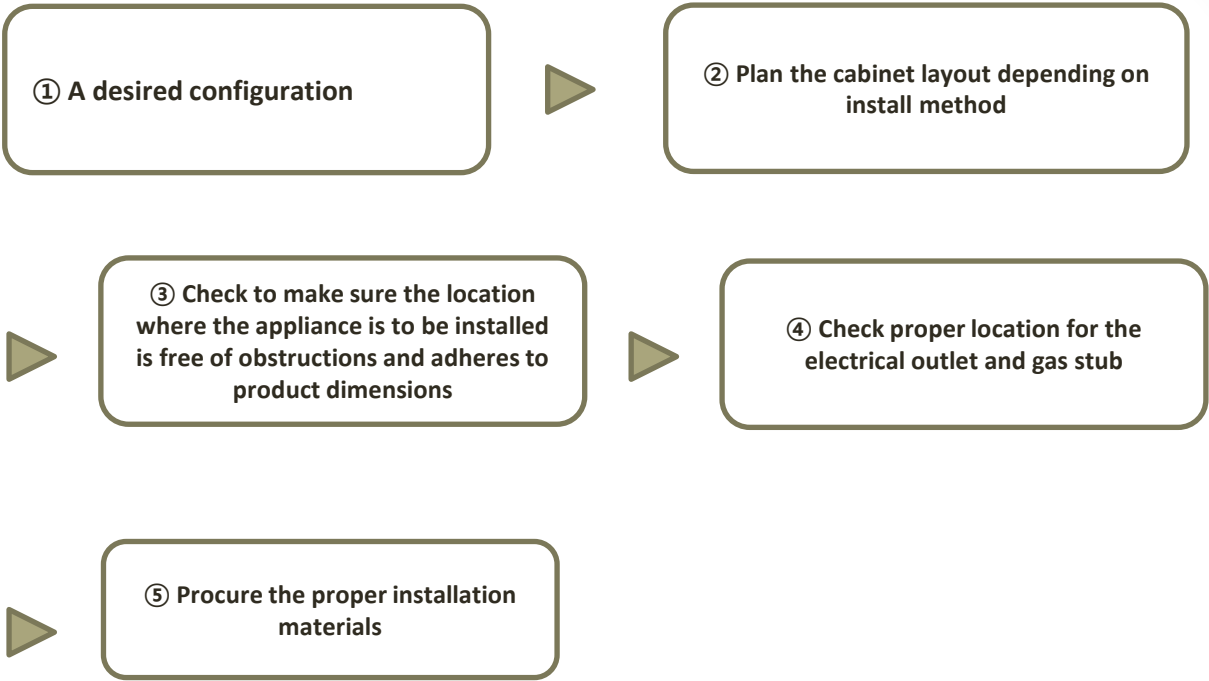 ① A desired configuration
② Plan the cabinet layout depending on
install method
③ Check to make sure the location
where the appliance is to be installed
is free of obstructions and adheres to
product dimensions
④ Check proper location for the
electrical outlet and gas stub
⑤ Procure the proper installation
materials